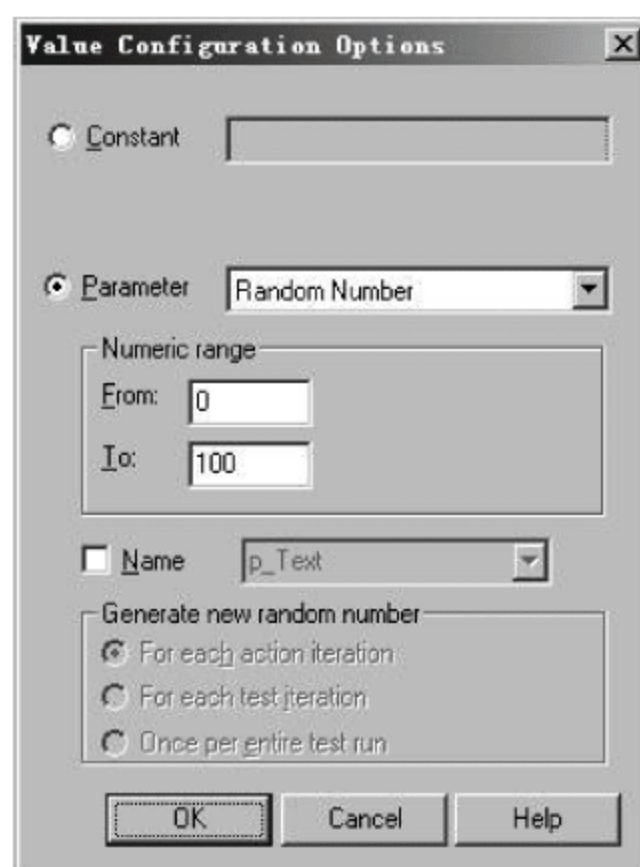 Value Configuration Options
Constant
Parameter Random Number
Numeric range
From: 0
To: 100
Name p_Text
Generate new random number
For each action iteration
For each test iteration
Once per entire test run
OK Cancel Help